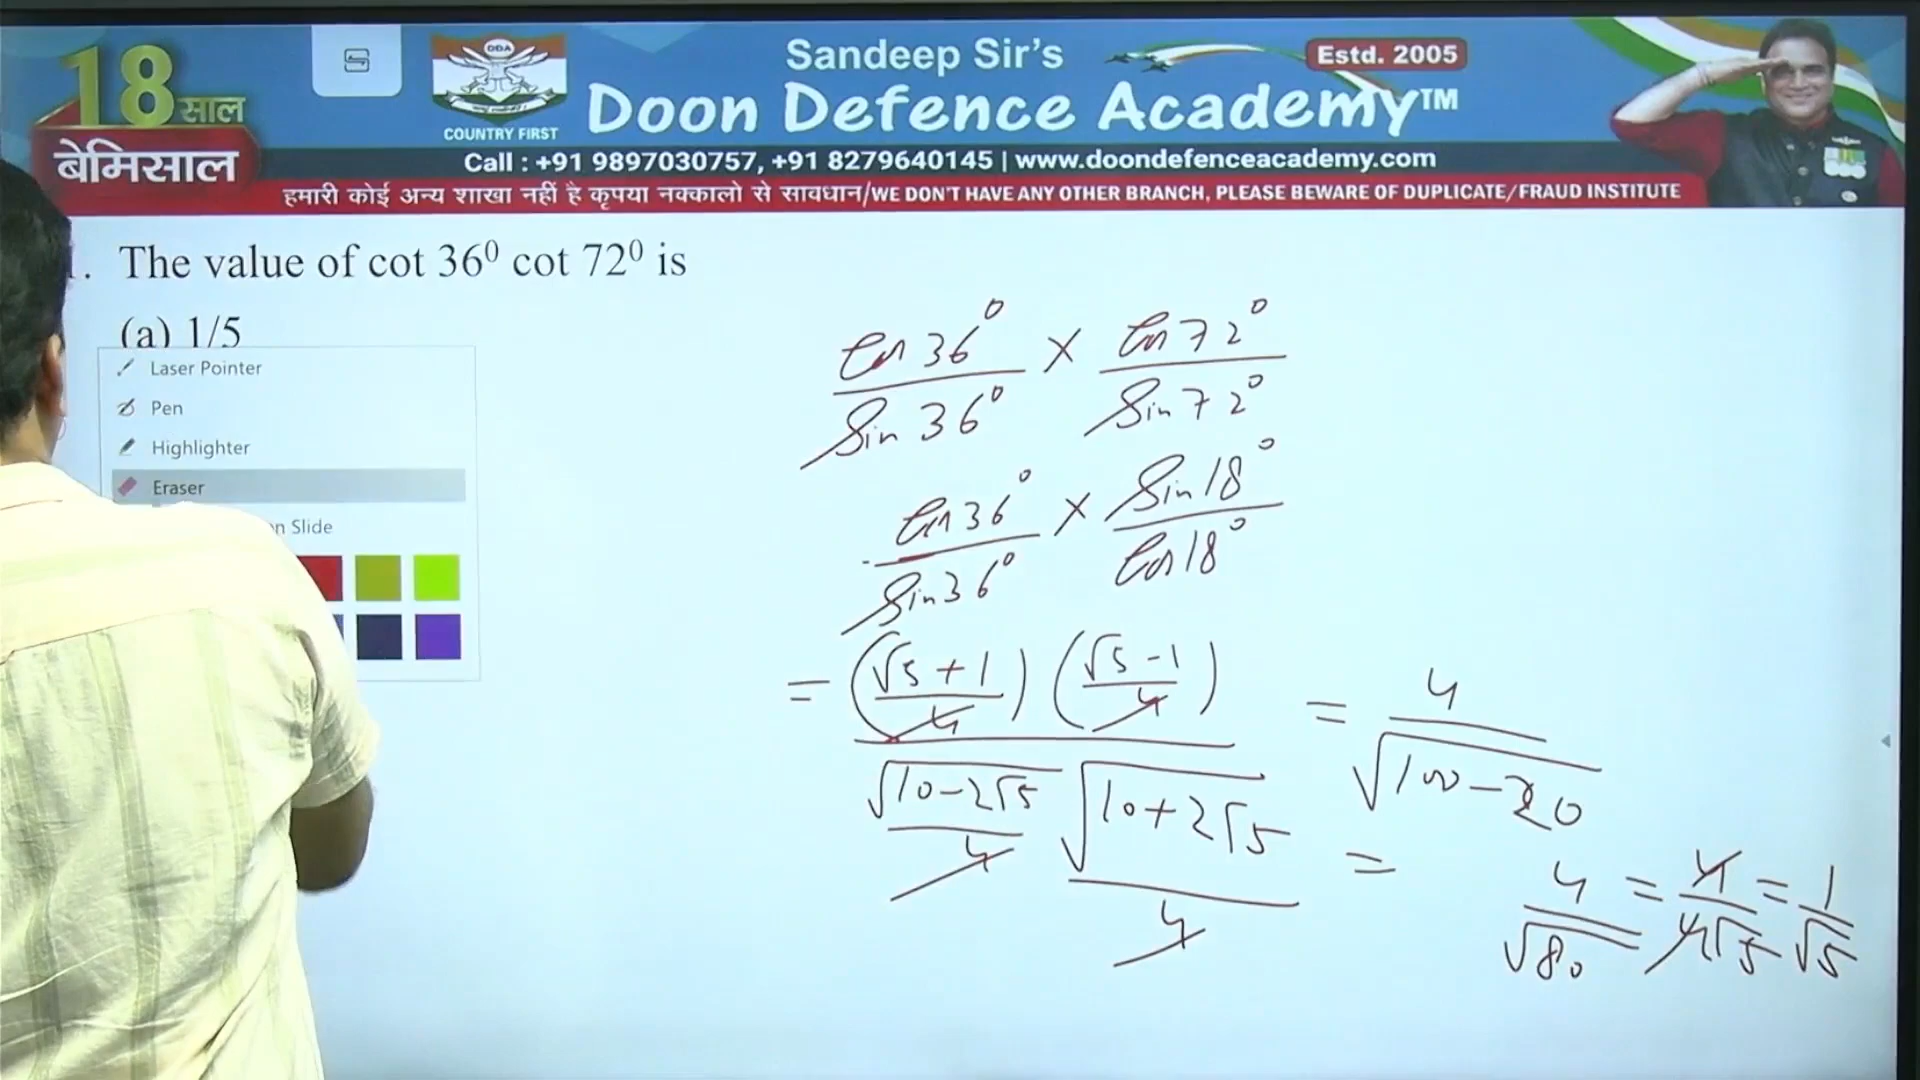 18 साल
बेमिसाल
DDA
COUNTRY FIRST
Sandeep Sir's
Estd. 2005
Doon Defence Academy™
Call : +91 9897030757, +91 8279640145 | www.doondefenceacademy.com
हमारी कोई अन्य शाखा नहीं है कृपया नक्कालो से सावधान/WE DON'T HAVE ANY OTHER BRANCH, PLEASE BEWARE OF DUPLICATE/FRAUD INSTITUTE
. The value of cot 36⁰ cot 72⁰ is
(a) 1/5
Laser Pointer
Pen
Highlighter
Eraser
n Slide
cos 36° × cos 72°
sin 36° sin 72°
cos 36° × sin 18°
sin 36° cos 18°
= (√5 + 1 / 4) (√5 - 1 / 4) = 4
√10 - 2√5 / 4 √10 + 2√5 / 4 √100 - 20
= 4 / √80 = 4 / 4√5 = 1 / √5